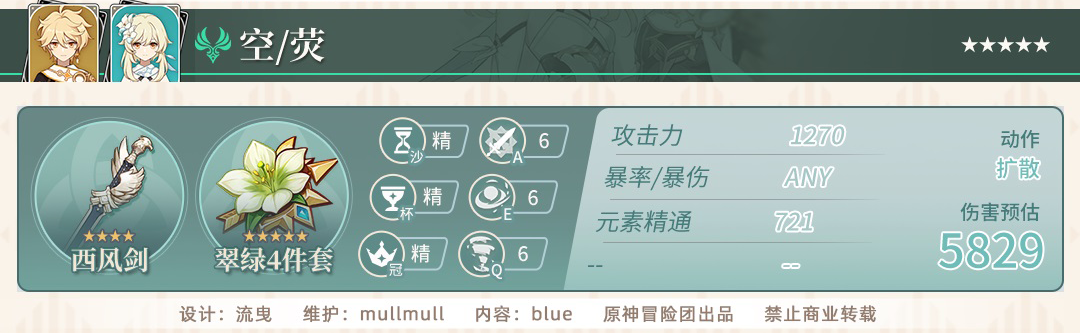 空/荧
★★★★★
西风剑
翠绿4件套
沙 精 A 6
杯 精 E 6
冠 精 Q 6
攻击力 1270
暴率/暴伤 ANY
元素精通 721
-- --
动作
扩散
伤害预估
5829
设计：流曳 维护：mullmull 内容：blue 原神冒险团出品 禁止商业转载